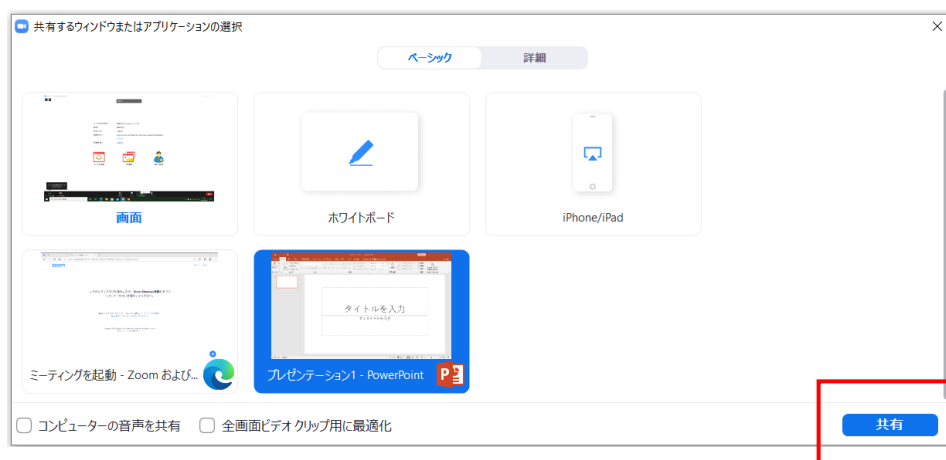 共有するウィンドウまたはアプリケーションの選択
ベーシック
詳細
画面
ホワイトボード
iPhone/iPad
タイトルを入力
ミーティングを起動 - Zoom および...
プレゼンテーション1 - PowerPoint
コンピューターの音声を共有
全画面ビデオ クリップ用に最適化
共有